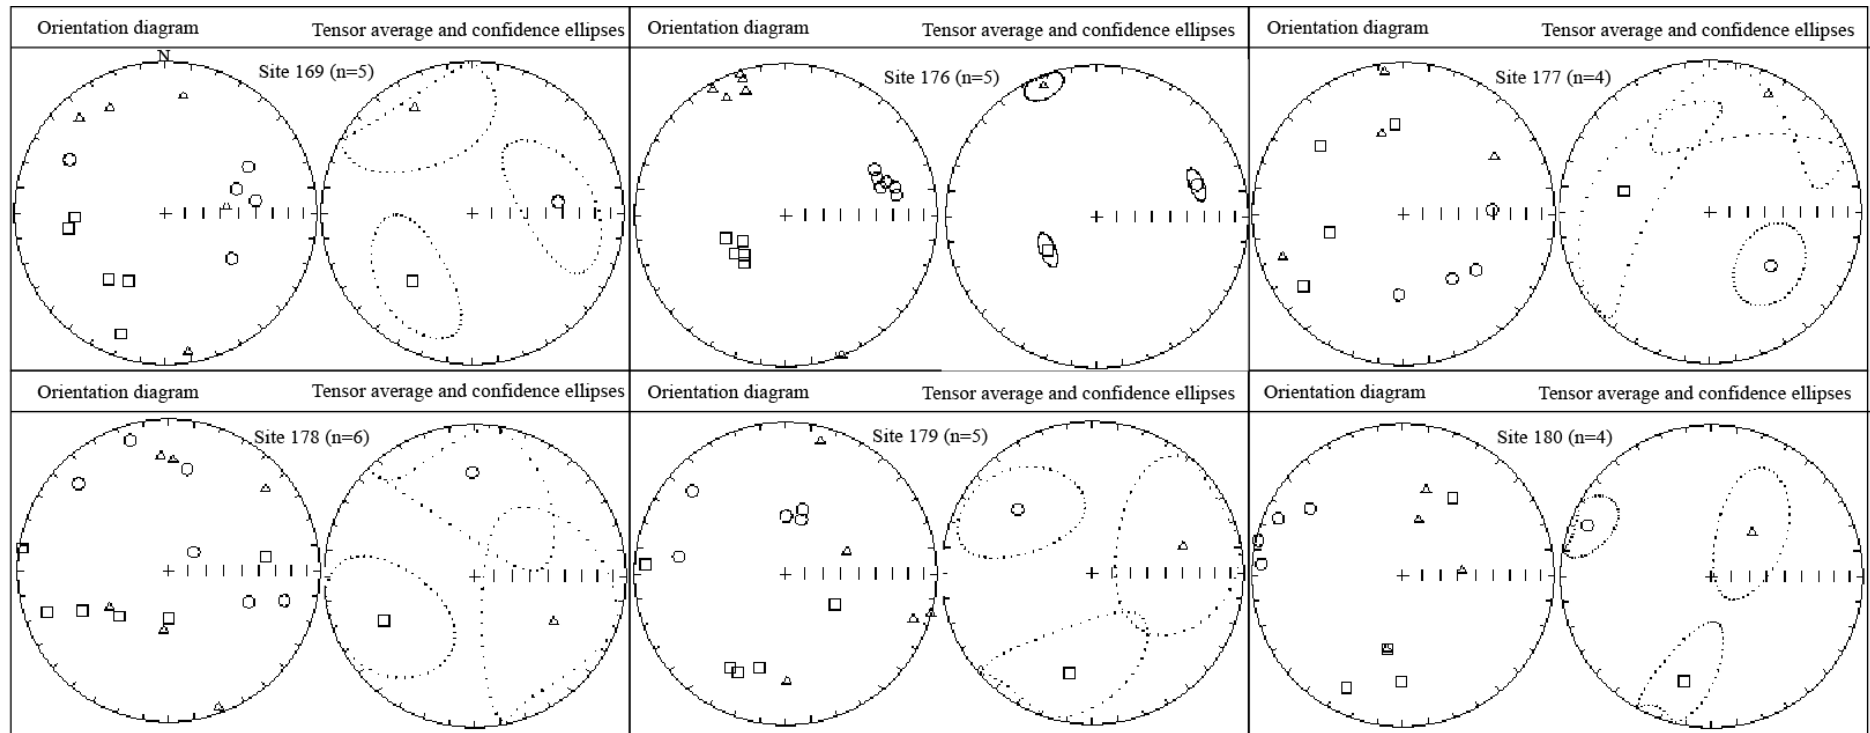 Orientation diagram Tensor average and confidence ellipses Orientation diagram Tensor average and confidence ellipses Orientation diagram Tensor average and confidence ellipses
N
Site 169 (n=5) Site 176 (n=5) Site 177 (n=4)
Orientation diagram Tensor average and confidence ellipses Orientation diagram Tensor average and confidence ellipses Orientation diagram Tensor average and confidence ellipses
Site 178 (n=6) Site 179 (n=5) Site 180 (n=4)